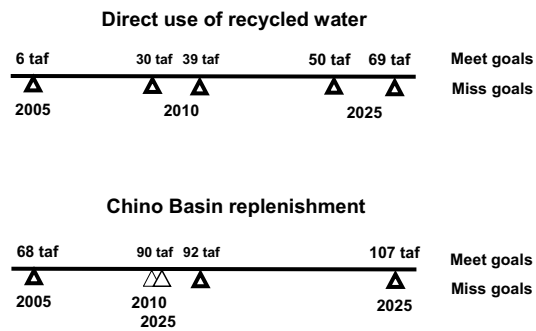 Direct use of recycled water
6 taf 30 taf 39 taf 50 taf 69 taf Meet goals
Miss goals
2005 2010 2025
Chino Basin replenishment
68 taf 90 taf 92 taf 107 taf Meet goals
Miss goals
2005 2010 2025
2025